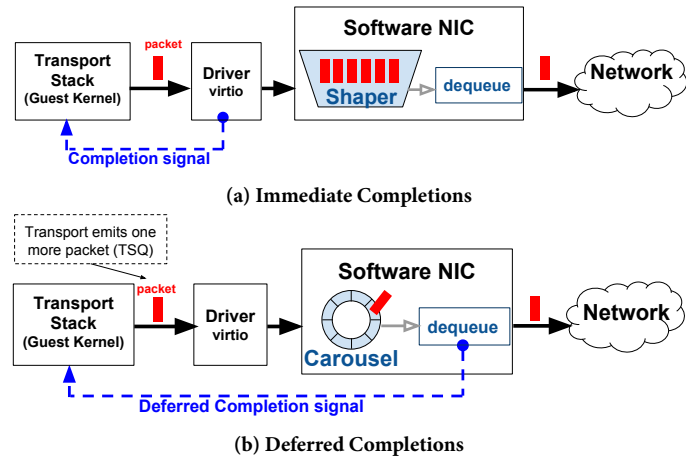 Software NIC
packet
Transport
Stack
(Guest Kernel)
Driver
virtio
Shaper
dequeue
Network
Completion signal
(a) Immediate Completions
Transport emits one
more packet (TSQ)
packet
Software NIC
Transport
Stack
(Guest Kernel)
Driver
virtio
Carousel
dequeue
Network
Deferred Completion signal
(b) Deferred Completions